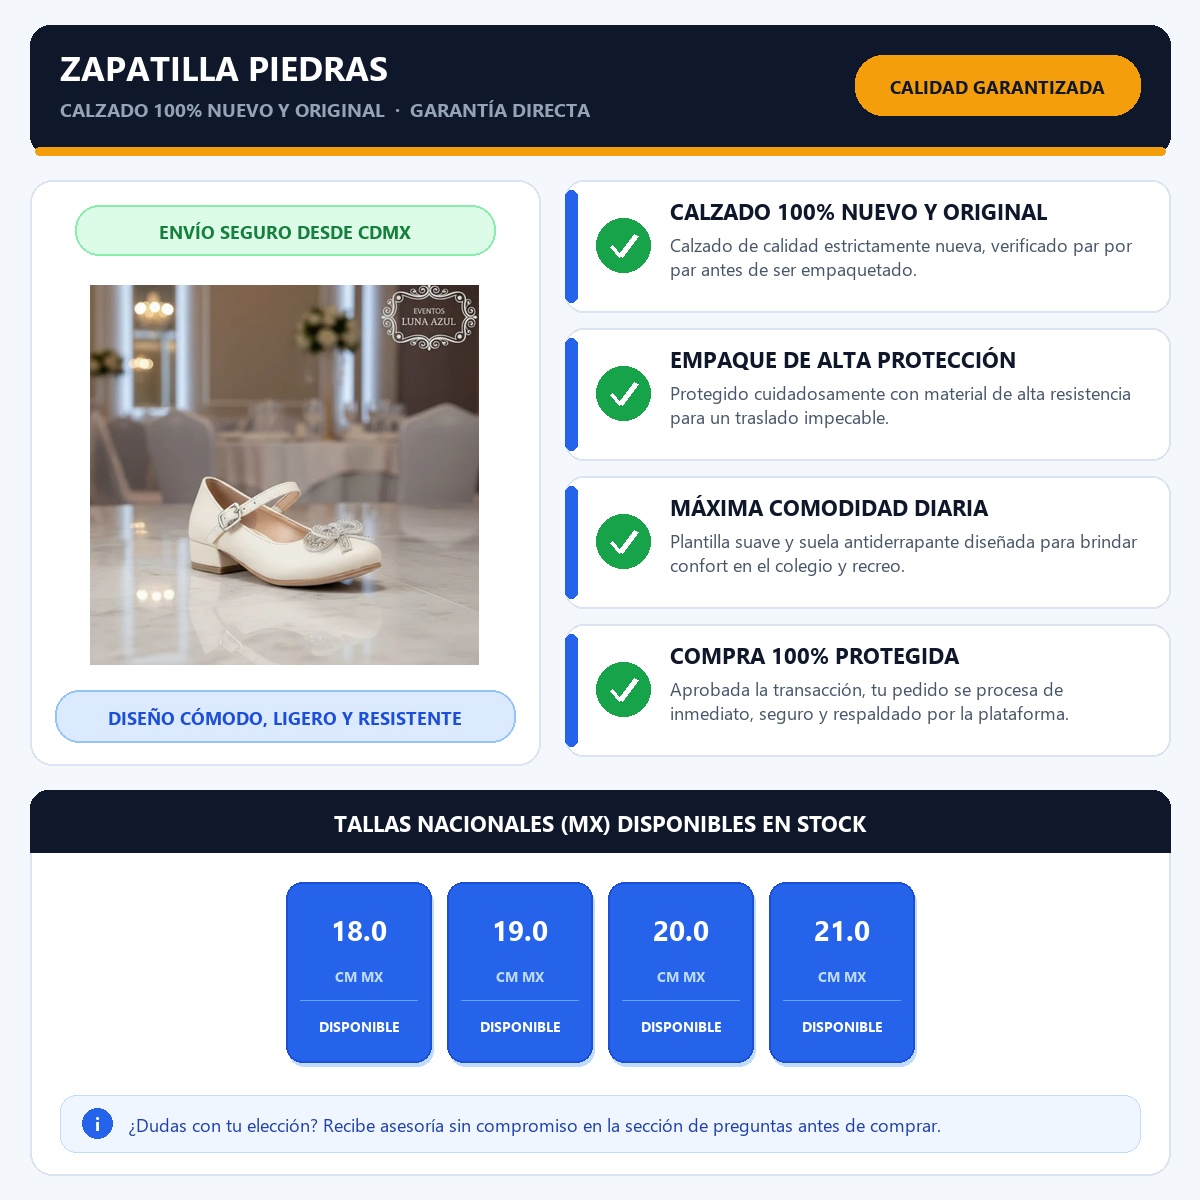 ZAPATILLA PIEDRAS
CALZADO 100% NUEVO Y ORIGINAL · GARANTÍA DIRECTA
CALIDAD GARANTIZADA
ENVÍO SEGURO DESDE CDMX
EVENTOS
LUNA AZUL
DISEÑO CÓMODO, LIGERO Y RESISTENTE
CALZADO 100% NUEVO Y ORIGINAL
Calzado de calidad estrictamente nueva, verificado par por
par antes de ser empaquetado.
EMPAQUE DE ALTA PROTECCIÓN
Protegido cuidadosamente con material de alta resistencia
para un traslado impecable.
MÁXIMA COMODIDAD DIARIA
Plantilla suave y suela antiderrapante diseñada para brindar
confort en el colegio y recreo.
COMPRA 100% PROTEGIDA
Aprobada la transacción, tu pedido se procesa de
inmediato, seguro y respaldado por la plataforma.
TALLAS NACIONALES (MX) DISPONIBLES EN STOCK
18.0
CM MX
DISPONIBLE
19.0
CM MX
DISPONIBLE
20.0
CM MX
DISPONIBLE
21.0
CM MX
DISPONIBLE
¿Dudas con tu elección? Recibe asesoría sin compromiso en la sección de preguntas antes de comprar.